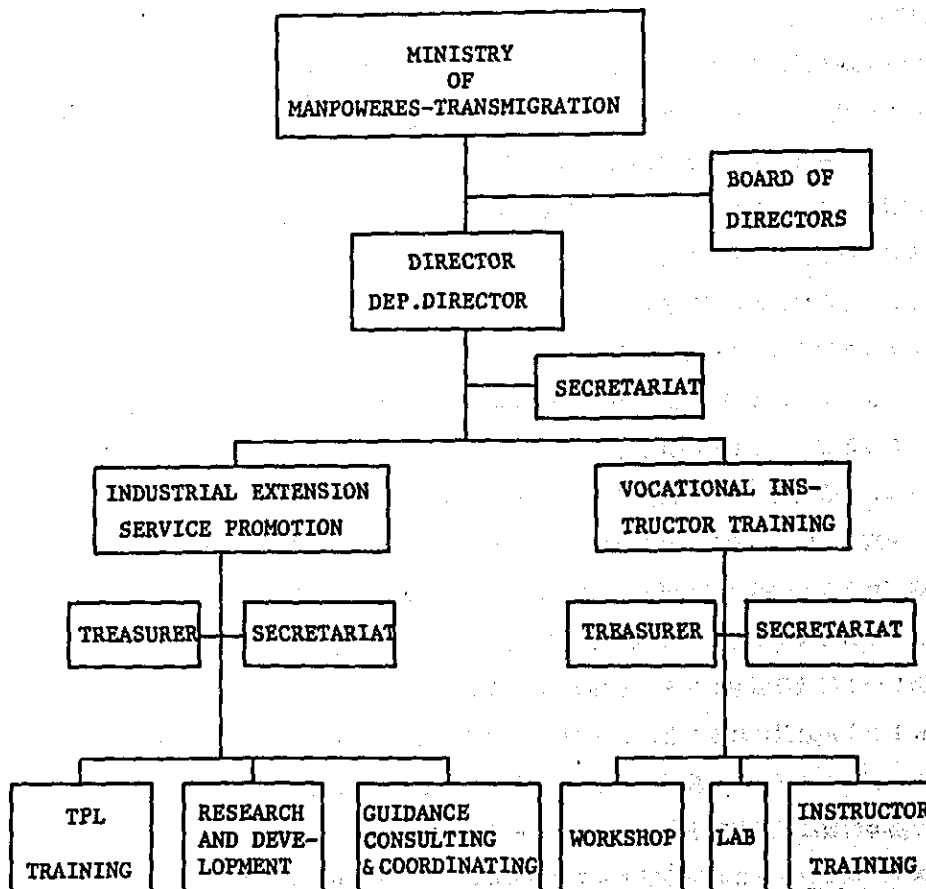 MINISTRY
OF
MANPOWERES-TRANSMIGRATION
BOARD OF
DIRECTORS
DIRECTOR
DEP.DIRECTOR
SECRETARIAT
INDUSTRIAL EXTENSION
SERVICE PROMOTION
VOCATIONAL INS-
TRUCTOR TRAINING
TREASURER
SECRETARIAT
TREASURER
SECRETARIAT
TPL
TRAINING
RESEARCH
AND DEVE-
LOPMENT
GUIDANCE
CONSULTING
& COORDINATING
WORKSHOP
LAB
INSTRUCTOR
TRAINING